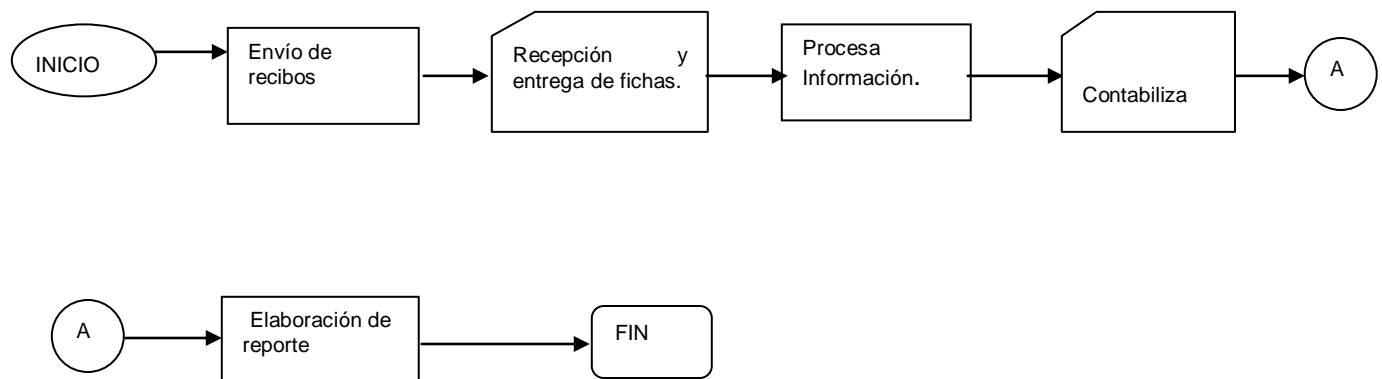 INICIO
Envío de
recibos
Recepción y
entrega de fichas.
Procesa
Información.
Contabiliza
A
A
Elaboración de
reporte
FIN